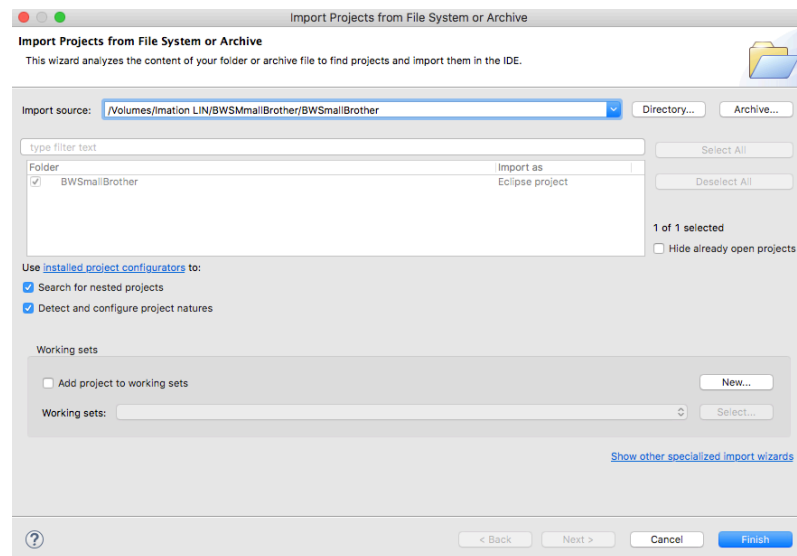 Import Projects from File System or Archive
Import Projects from File System or Archive
This wizard analyzes the content of your folder or archive file to find projects and import them in the IDE.
Import source: /Volumes/Imation LIN/BWSMmallBrother/BWSmallBrother Directory... Archive...
type filter text Select All
Folder Import as
BWSmallBrother Eclipse project Deselect All
1 of 1 selected
Hide already open projects
Use installed project configurators to:
Search for nested projects
Detect and configure project natures
Working sets
Add project to working sets New...
Working sets: Select...
Show other specialized import wizards
? < Back Next > Cancel Finish